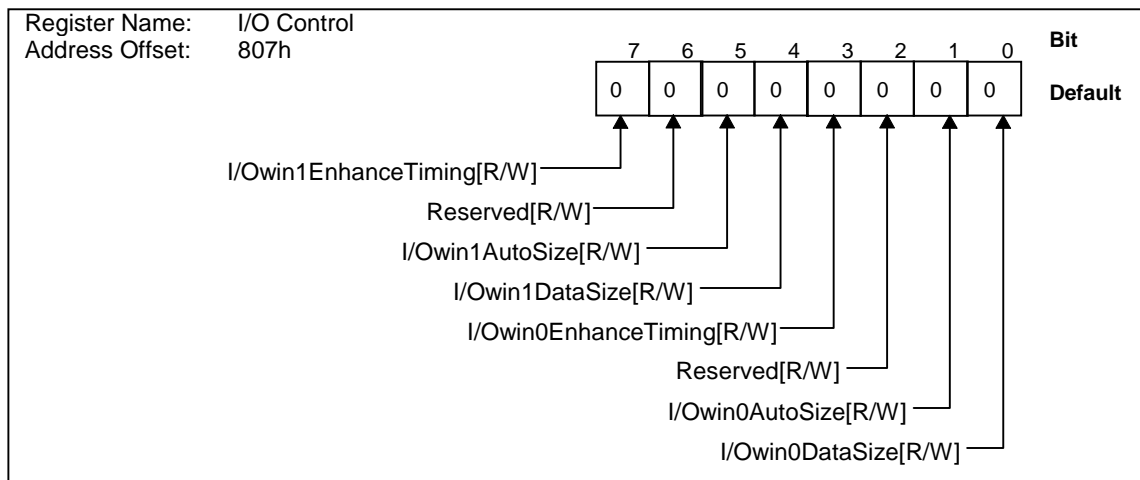 Register Name: I/O Control
Address Offset: 807h
7 6 5 4 3 2 1 0 Bit
0 0 0 0 0 0 0 0 Default
I/Owin1EnhanceTiming[R/W]
Reserved[R/W]
I/Owin1AutoSize[R/W]
I/Owin1DataSize[R/W]
I/Owin0EnhanceTiming[R/W]
Reserved[R/W]
I/Owin0AutoSize[R/W]
I/Owin0DataSize[R/W]